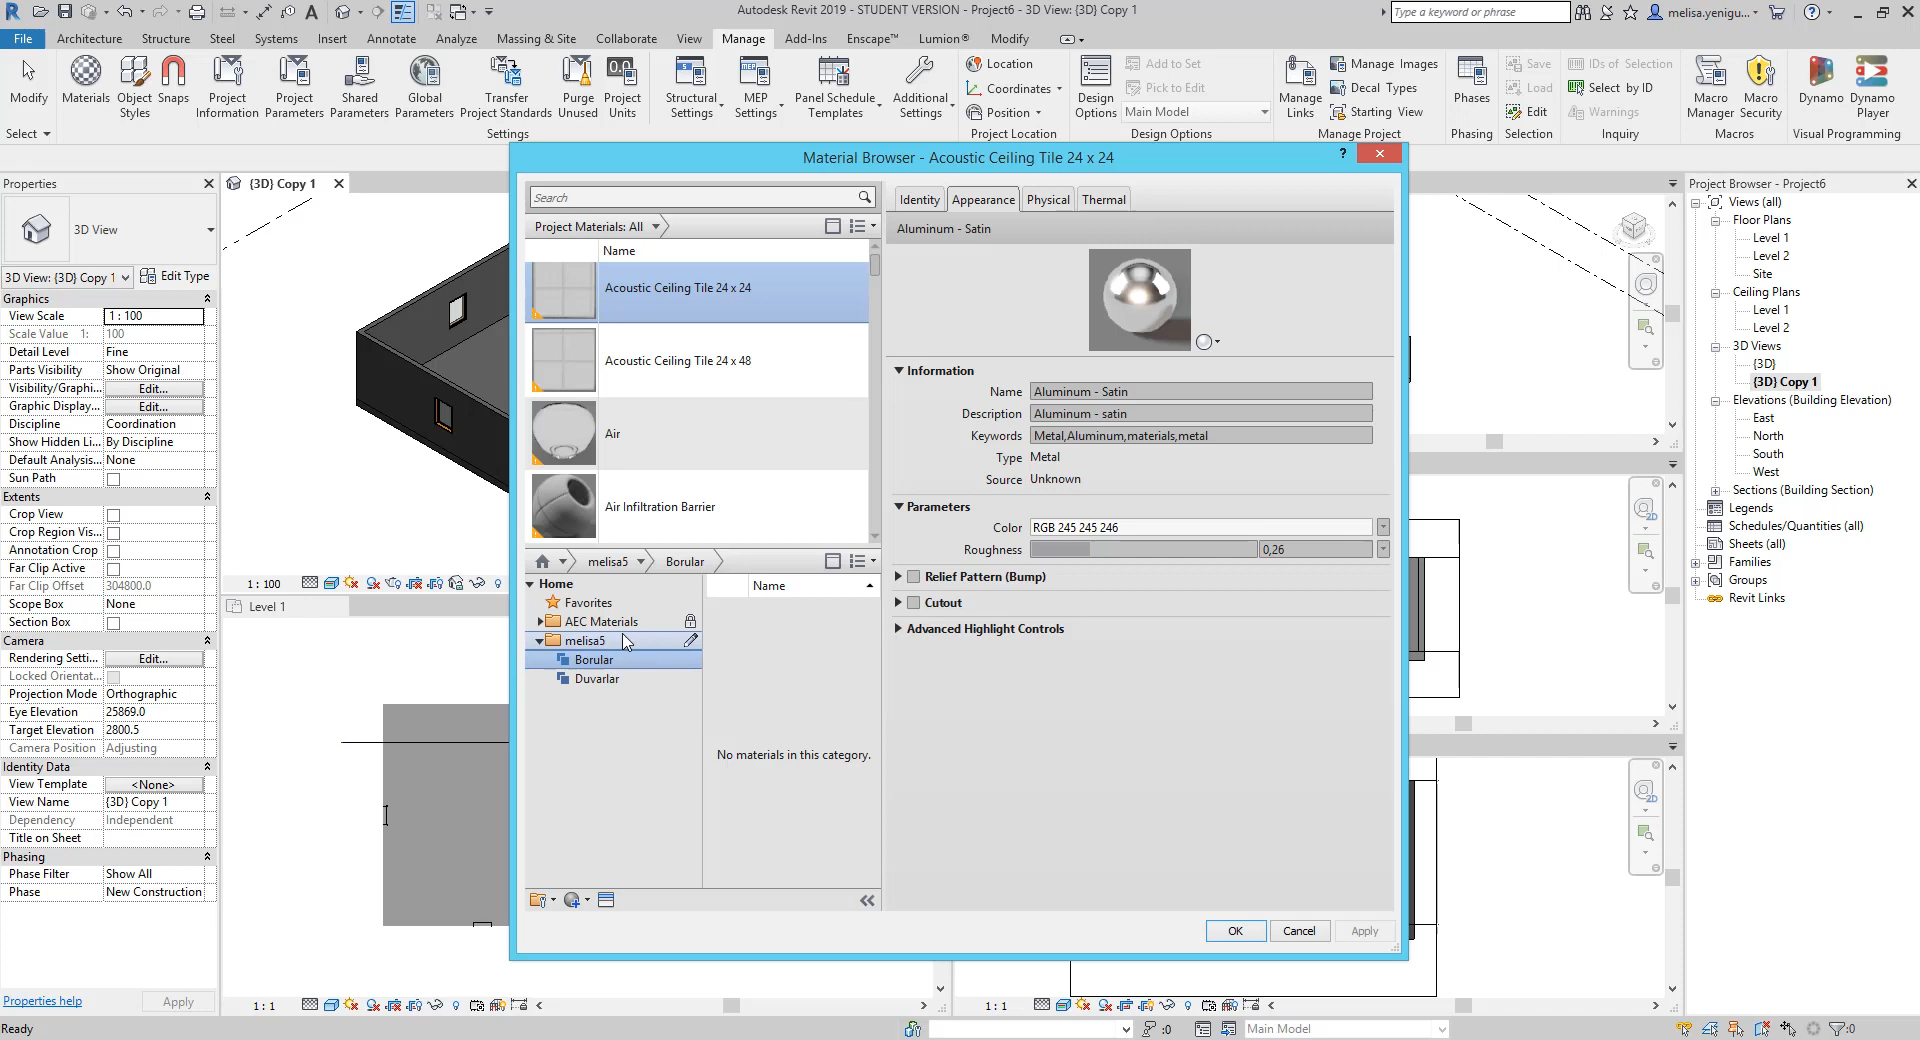 Autodesk Revit 2019 - STUDENT VERSION - Project6 - 3D View: {3D} Copy 1
Type a keyword or phrase
melisa.yenigu...
File
Architecture
Structure
Steel
Systems
Insert
Annotate
Analyze
Massing & Site
Collaborate
View
Manage
Add-Ins
Enscape™
Lumion®
Modify
Modify
Materials
Object Styles
Snaps
Project Information
Project Parameters
Shared Parameters
Global Parameters
Transfer Project Standards
Purge Unused
Project Units
Structural Settings
MEP Settings
Panel Schedule Templates
Additional Settings
Location
Coordinates
Position
Design Options
Add to Set
Pick to Edit
Main Model
Manage Links
Manage Images
Decal Types
Starting View
Phases
Save
Load
Edit
IDs of Selection
Select by ID
Warnings
Macro Manager
Macro Security
Dynamo
Dynamo Player
Select
Settings
Project Location
Design Options
Manage Project
Phasing
Selection
Inquiry
Macros
Visual Programming
Properties
3D View
3D View: {3D} Copy 1
Edit Type
Graphics
View Scale 1 : 100
Scale Value 1: 100
Detail Level Fine
Parts Visibility Show Original
Visibility/Graphi... Edit...
Graphic Display... Edit...
Discipline Coordination
Show Hidden Li... By Discipline
Default Analysis... None
Sun Path
Extents
Crop View
Crop Region Vis...
Annotation Crop
Far Clip Active
Far Clip Offset 304800.0
Scope Box None
Section Box
Camera
Rendering Setti... Edit...
Locked Orientat...
Projection Mode Orthographic
Eye Elevation 25869.0
Target Elevation 2800.5
Camera Position Adjusting
Identity Data
View Template <None>
View Name {3D} Copy 1
Dependency Independent
Title on Sheet
Phasing
Phase Filter Show All
Phase New Construction
Properties help
Apply
{3D} Copy 1
1 : 100
Level 1
1 : 1
1 : 1
Material Browser - Acoustic Ceiling Tile 24 x 24
?
Search
Project Materials: All
Name
Acoustic Ceiling Tile 24 x 24
Acoustic Ceiling Tile 24 x 48
Air
Air Infiltration Barrier
melisa5
Borular
Home
Favorites
AEC Materials
melisa5
Borular
Duvarlar
Name
No materials in this category.
Identity
Appearance
Physical
Thermal
Aluminum - Satin
Information
Name Aluminum - Satin
Description Aluminum - satin
Keywords Metal,Aluminum,materials,metal
Type Metal
Source Unknown
Parameters
Color RGB 245 245 246
Roughness 0,26
Relief Pattern (Bump)
Cutout
Advanced Highlight Controls
OK
Cancel
Apply
2D
2D
Project Browser - Project6
Views (all)
Floor Plans
Level 1
Level 2
Site
Ceiling Plans
Level 1
Level 2
3D Views
{3D}
{3D} Copy 1
Elevations (Building Elevation)
East
North
South
West
Sections (Building Section)
Legends
Schedules/Quantities (all)
Sheets (all)
Families
Groups
Revit Links
Ready
:0
Main Model
:0